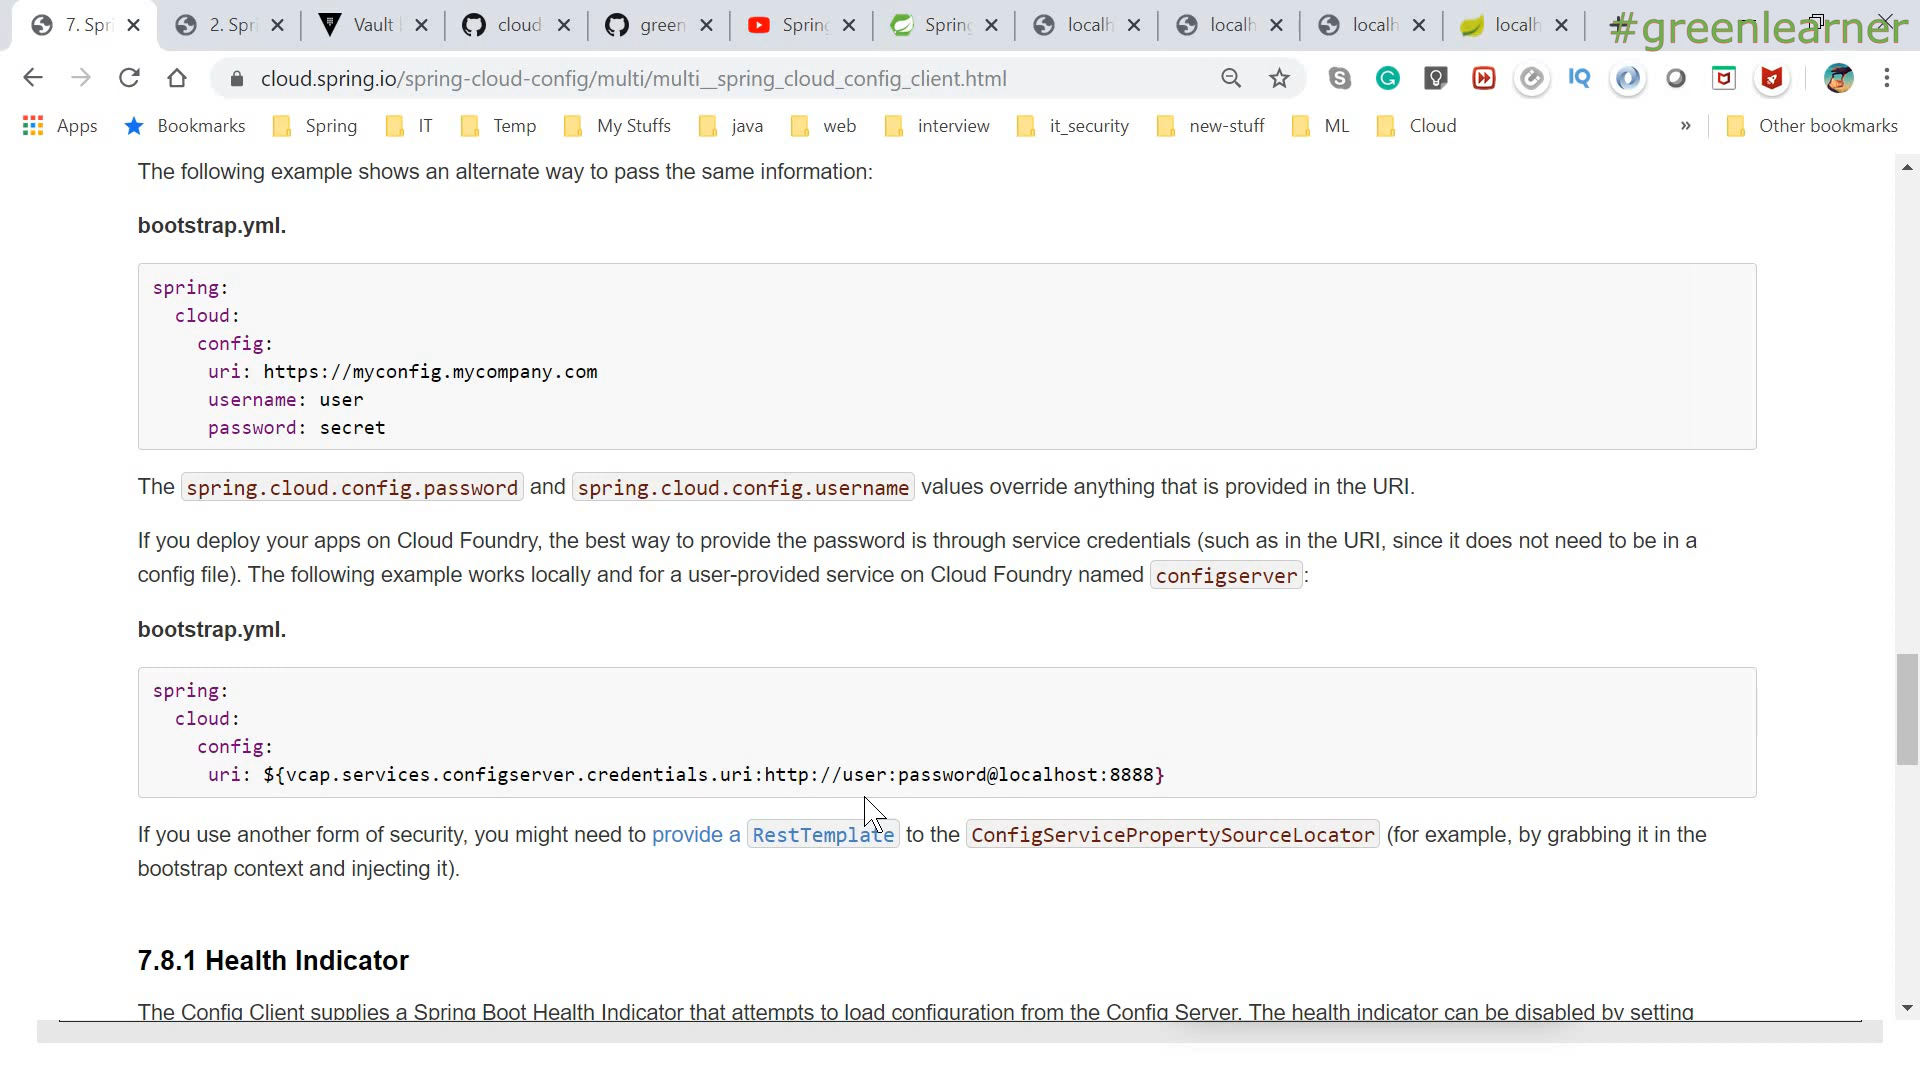 7. Spri
2. Spri
Vault
cloud
green
Spring
Spring
localh
localh
localh
localh
#greenlearner
cloud.spring.io/spring-cloud-config/multi/multi__spring_cloud_config_client.html
Apps
Bookmarks
Spring
IT
Temp
My Stuffs
java
web
interview
it_security
new-stuff
ML
Cloud
»
Other bookmarks
The following example shows an alternate way to pass the same information:
bootstrap.yml.
spring:
cloud:
config:
uri: https://myconfig.mycompany.com
username: user
password: secret
The spring.cloud.config.password and spring.cloud.config.username values override anything that is provided in the URI.
If you deploy your apps on Cloud Foundry, the best way to provide the password is through service credentials (such as in the URI, since it does not need to be in a
config file). The following example works locally and for a user-provided service on Cloud Foundry named configserver:
bootstrap.yml.
spring:
cloud:
config:
uri: ${vcap.services.configserver.credentials.uri:http://user:password@localhost:8888}
If you use another form of security, you might need to provide a RestTemplate to the ConfigServicePropertySourceLocator (for example, by grabbing it in the
bootstrap context and injecting it).
7.8.1 Health Indicator
The Config Client supplies a Spring Boot Health Indicator that attempts to load configuration from the Config Server. The health indicator can be disabled by setting